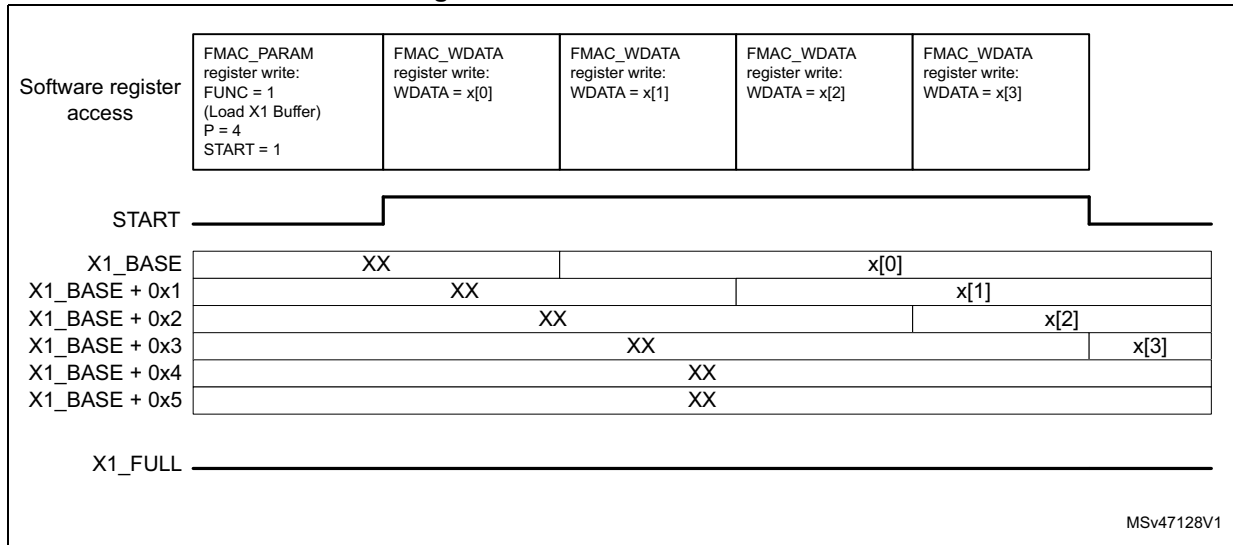 FMAC_PARAM
register write:
FUNC = 1
(Load X1 Buffer)
P = 4
START = 1
FMAC_WDATA
register write:
WDATA = x[0]
FMAC_WDATA
register write:
WDATA = x[1]
FMAC_WDATA
register write:
WDATA = x[2]
FMAC_WDATA
register write:
WDATA = x[3]
Software register
access
START
X1_BASE XX x[0]
X1_BASE + 0x1 XX x[1]
X1_BASE + 0x2 XX x[2]
X1_BASE + 0x3 XX x[3]
X1_BASE + 0x4 XX
X1_BASE + 0x5 XX
X1_FULL
MSv47128V1